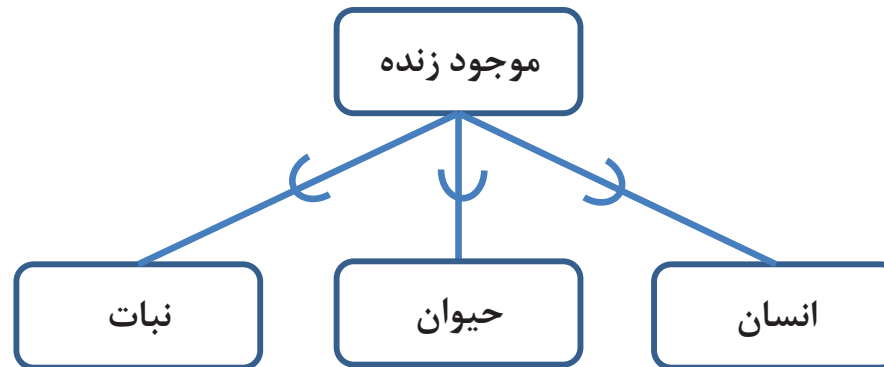 موجود زنده
انسان
حیوان
نبات